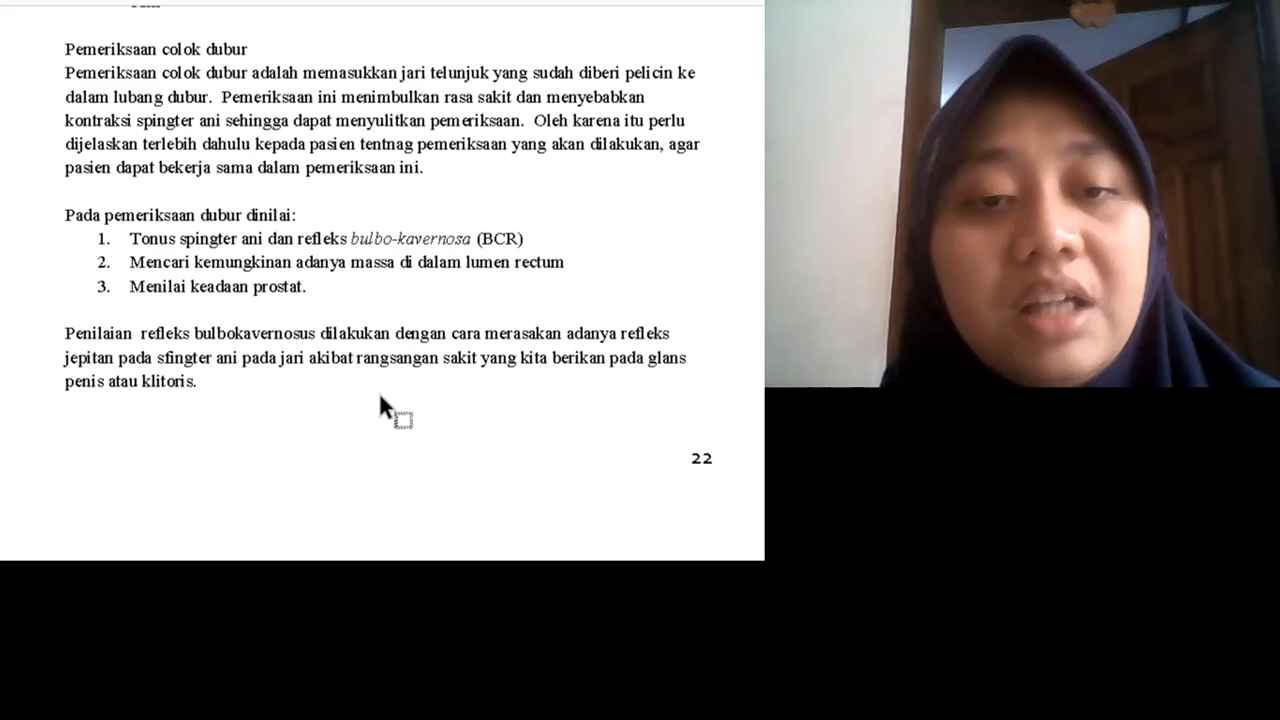 Pemeriksaan colok dubur
Pemeriksaan colok dubur adalah memasukkan jari telunjuk yang sudah diberi pelicin ke
dalam lubang dubur. Pemeriksaan ini menimbulkan rasa sakit dan menyebabkan
kontraksi spingter ani sehingga dapat menyulitkan pemeriksaan. Oleh karena itu perlu
dijelaskan terlebih dahulu kepada pasien tentnag pemeriksaan yang akan dilakukan, agar
pasien dapat bekerja sama dalam pemeriksaan ini.
Pada pemeriksaan dubur dinilai:
1. Tonus spingter ani dan refleks bulbo-kavernosa (BCR)
2. Mencari kemungkinan adanya massa di dalam lumen rectum
3. Menilai keadaan prostat.
Penilaian refleks bulbokavernosus dilakukan dengan cara merasakan adanya refleks
jepitan pada sfingter ani pada jari akibat rangsangan sakit yang kita berikan pada glans
penis atau klitoris.
22